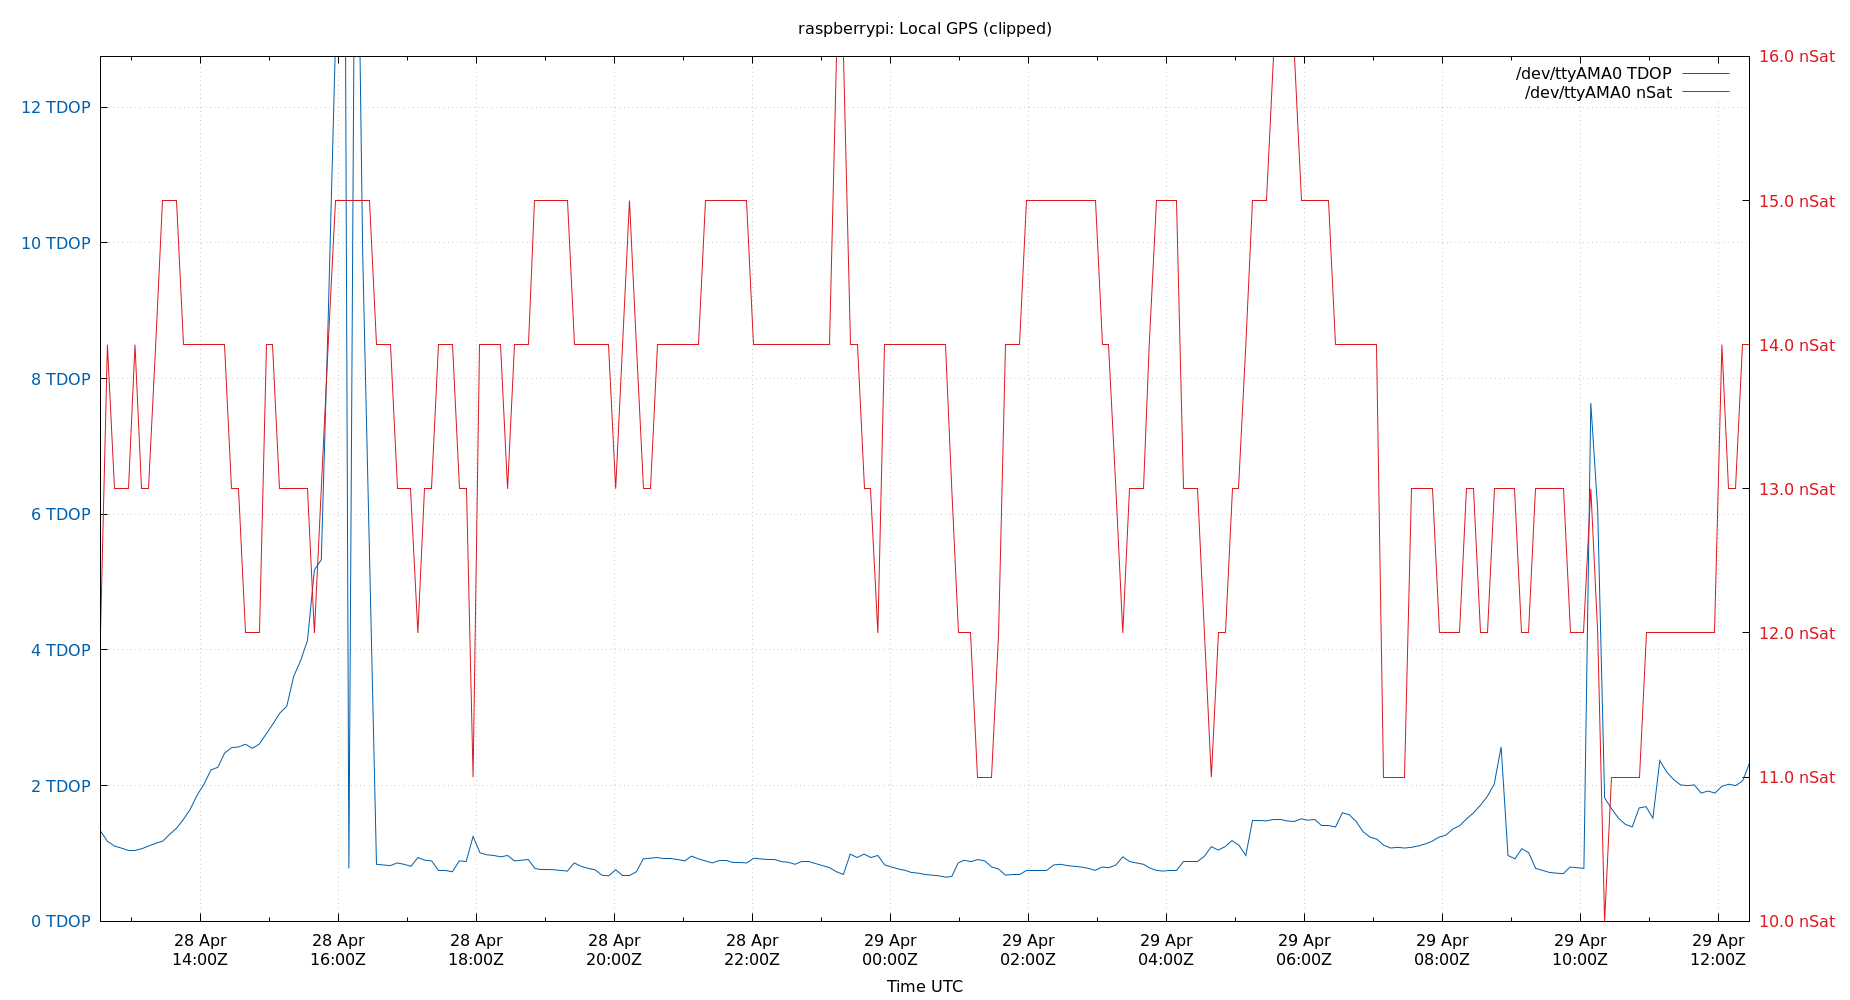 raspberrypi: Local GPS (clipped)
/dev/ttyAMA0 TDOP
/dev/ttyAMA0 nSat
12 TDOP
10 TDOP
8 TDOP
6 TDOP
4 TDOP
2 TDOP
0 TDOP
16.0 nSat
15.0 nSat
14.0 nSat
13.0 nSat
12.0 nSat
11.0 nSat
10.0 nSat
28 Apr
14:00Z
28 Apr
16:00Z
28 Apr
18:00Z
28 Apr
20:00Z
28 Apr
22:00Z
29 Apr
00:00Z
29 Apr
02:00Z
29 Apr
04:00Z
29 Apr
06:00Z
29 Apr
08:00Z
29 Apr
10:00Z
29 Apr
12:00Z
Time UTC